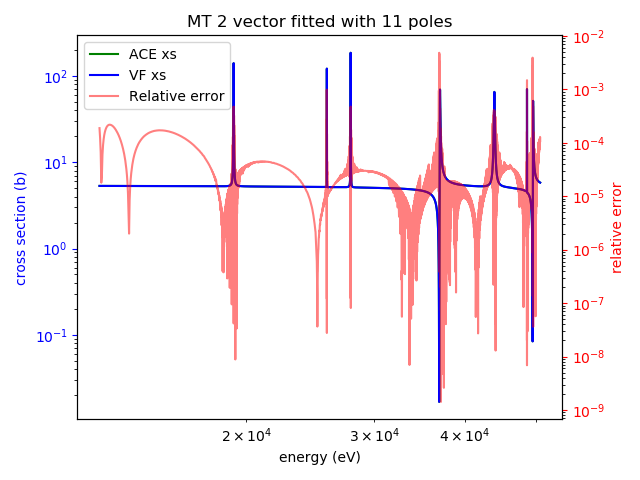 MT 2 vector fitted with 11 poles
ACE xs
VF xs
Relative error
cross section (b)
10²
10¹
10⁰
10⁻¹
10⁻²
10⁻³
10⁻⁴
10⁻⁵
10⁻⁶
10⁻⁷
10⁻⁸
10⁻⁹
relative error
2 × 10⁴
3 × 10⁴
4 × 10⁴
energy (eV)